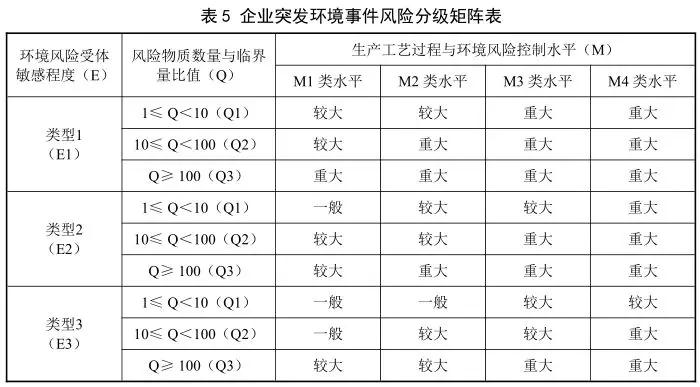 表 5 企业突发环境事件风险分级矩阵表
环境风险受体敏感程度（E） 风险物质数量与临界量比值（Q） 生产工艺过程与环境风险控制水平（M）
M1 类水平 M2 类水平 M3 类水平 M4 类水平
类型1（E1） 1≤ Q＜10（Q1） 较大 较大 重大 重大
10≤ Q＜100（Q2） 较大 重大 重大 重大
Q≥ 100（Q3） 重大 重大 重大 重大
类型2（E2） 1≤ Q＜10（Q1） 一般 较大 较大 重大
10≤ Q＜100（Q2） 较大 较大 重大 重大
Q≥ 100（Q3） 较大 重大 重大 重大
类型3（E3） 1≤ Q＜10（Q1） 一般 一般 较大 较大
10≤ Q＜100（Q2） 一般 较大 较大 重大
Q≥ 100（Q3） 较大 较大 重大 重大